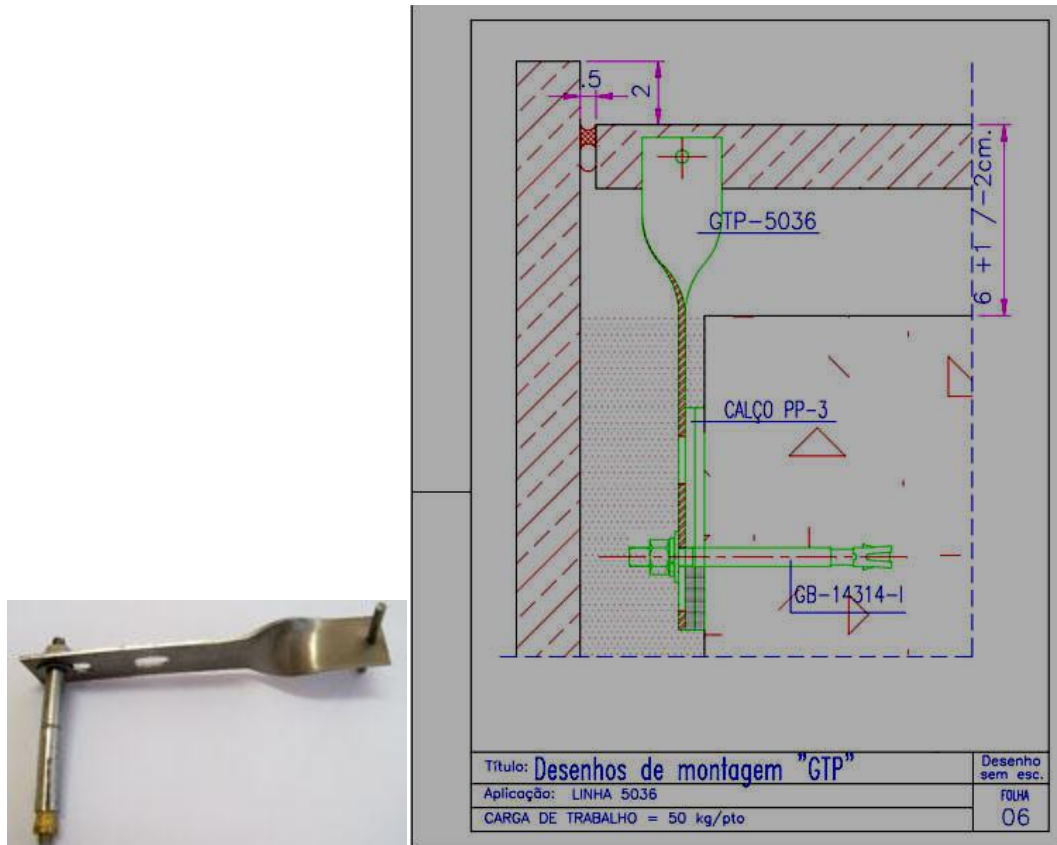 .5
2
GTP-5036
6 +1 7-2cm.
CALÇO PP-3
GB-14314-I
Título: Desenhos de montagem "GTP"
Desenho
sem esc.
Aplicação: LINHA 5036
FOLHA
CARGA DE TRABALHO = 50 kg/pto
06